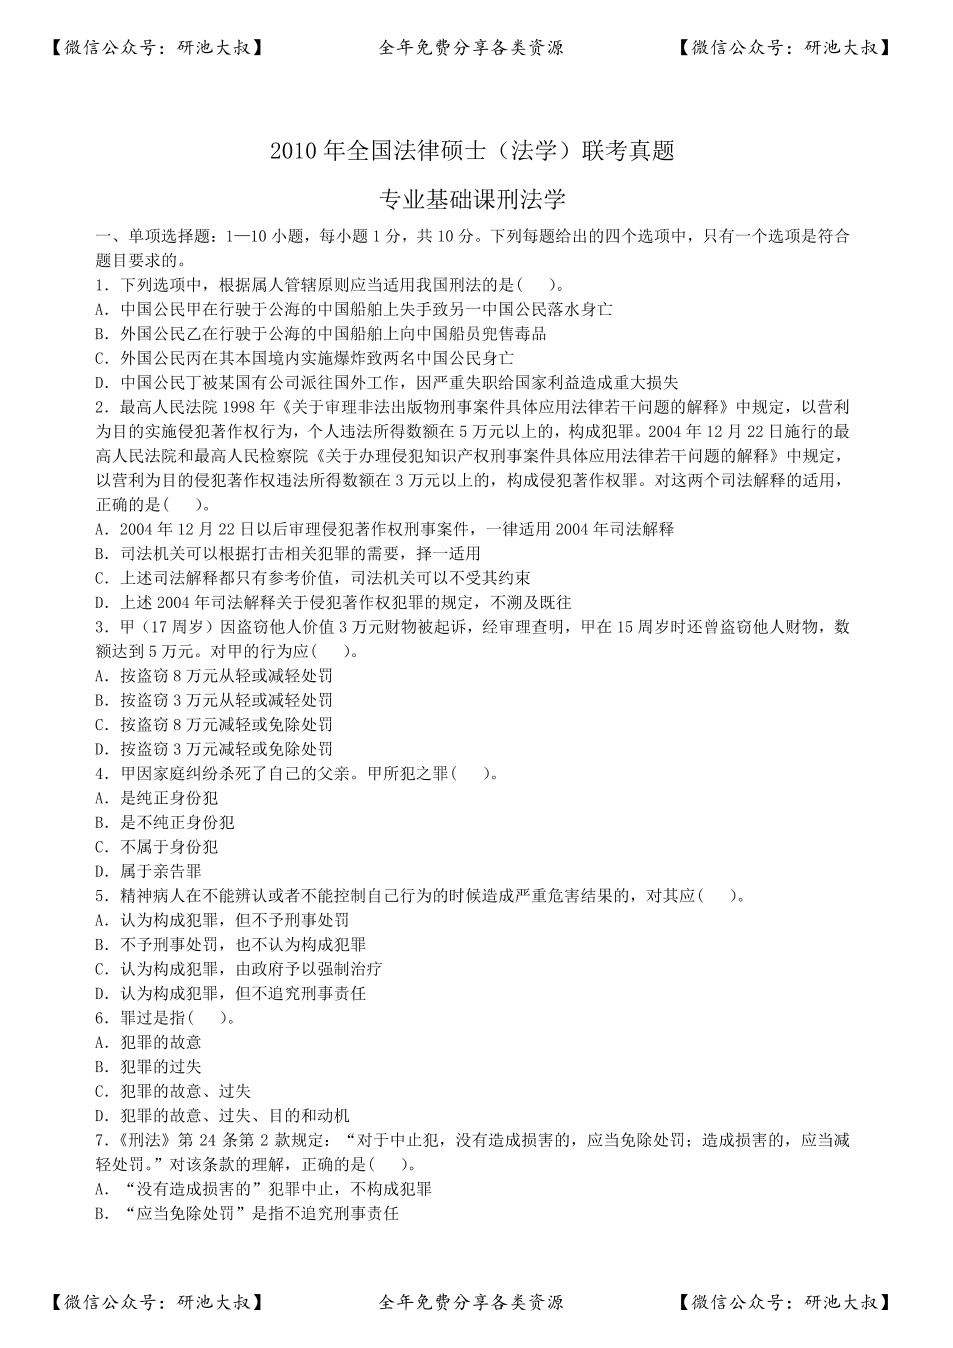 【微信公众号：研池大叔】 全年免费分享各类资源 【微信公众号：研池大叔】
2010 年全国法律硕士（法学）联考真题
专业基础课刑法学
一、单项选择题：1—10 小题，每小题 1 分，共 10 分。下列每题给出的四个选项中，只有一个选项是符合
题目要求的。
1．下列选项中，根据属人管辖原则应当适用我国刑法的是( )。
A．中国公民甲在行驶于公海的中国船舶上失手致另一中国公民落水身亡
B．外国公民乙在行驶于公海的中国船舶上向中国船员兜售毒品
C．外国公民丙在其本国境内实施爆炸致两名中国公民身亡
D．中国公民丁被某国有公司派往国外工作，因严重失职给国家利益造成重大损失
2．最高人民法院 1998 年《关于审理非法出版物刑事案件具体应用法律若干问题的解释》中规定，以营利
为目的实施侵犯著作权行为，个人违法所得数额在 5 万元以上的，构成犯罪。2004 年 12 月 22 日施行的最
高人民法院和最高人民检察院《关于办理侵犯知识产权刑事案件具体应用法律若干问题的解释》中规定，
以营利为目的侵犯著作权违法所得数额在 3 万元以上的，构成侵犯著作权罪。对这两个司法解释的适用，
正确的是( )。
A．2004 年 12 月 22 日以后审理侵犯著作权刑事案件，一律适用 2004 年司法解释
B．司法机关可以根据打击相关犯罪的需要，择一适用
C．上述司法解释都只有参考价值，司法机关可以不受其约束
D．上述 2004 年司法解释关于侵犯著作权犯罪的规定，不溯及既往
3．甲（17 周岁）因盗窃他人价值 3 万元财物被起诉，经审理查明，甲在 15 周岁时还曾盗窃他人财物，数
额达到 5 万元。对甲的行为应( )。
A．按盗窃 8 万元从轻或减轻处罚
B．按盗窃 3 万元从轻或减轻处罚
C．按盗窃 8 万元减轻或免除处罚
D．按盗窃 3 万元减轻或免除处罚
4．甲因家庭纠纷杀死了自己的父亲。甲所犯之罪( )。
A．是纯正身份犯
B．是不纯正身份犯
C．不属于身份犯
D．属于亲告罪
5．精神病人在不能辨认或者不能控制自己行为的时候造成严重危害结果的，对其应( )。
A．认为构成犯罪，但不予刑事处罚
B．不予刑事处罚，也不认为构成犯罪
C．认为构成犯罪，由政府予以强制治疗
D．认为构成犯罪，但不追究刑事责任
6．罪过是指( )。
A．犯罪的故意
B．犯罪的过失
C．犯罪的故意、过失
D．犯罪的故意、过失、目的和动机
7．《刑法》第 24 条第 2 款规定：“对于中止犯，没有造成损害的，应当免除处罚；造成损害的，应当减
轻处罚。”对该条款的理解，正确的是( )。
A．“没有造成损害的”犯罪中止，不构成犯罪
B．“应当免除处罚”是指不追究刑事责任
【微信公众号：研池大叔】 全年免费分享各类资源 【微信公众号：研池大叔】